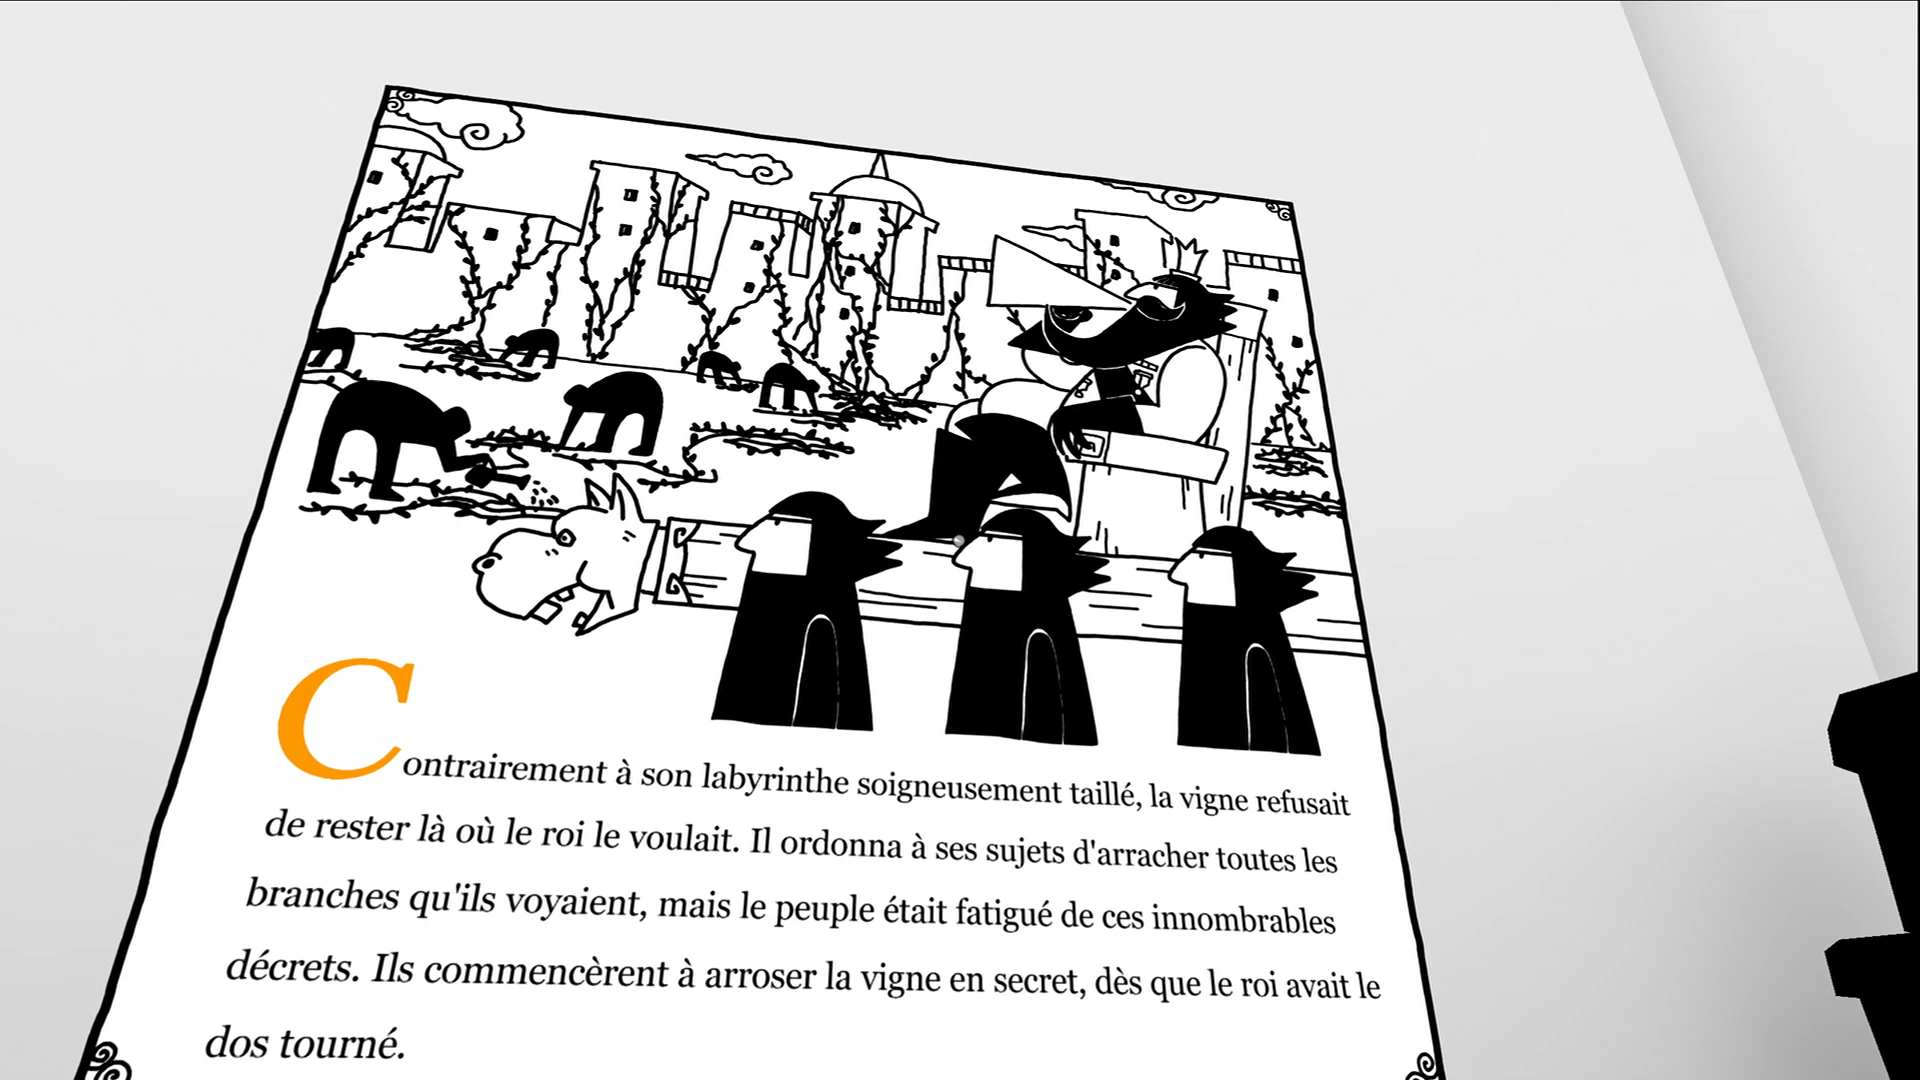 Contrairement à son labyrinthe soigneusement taillé, la vigne refusait
de rester là où le roi le voulait. Il ordonna à ses sujets d'arracher toutes les
branches qu'ils voyaient, mais le peuple était fatigué de ces innombrables
décrets. Ils commencèrent à arroser la vigne en secret, dès que le roi avait le
dos tourné.